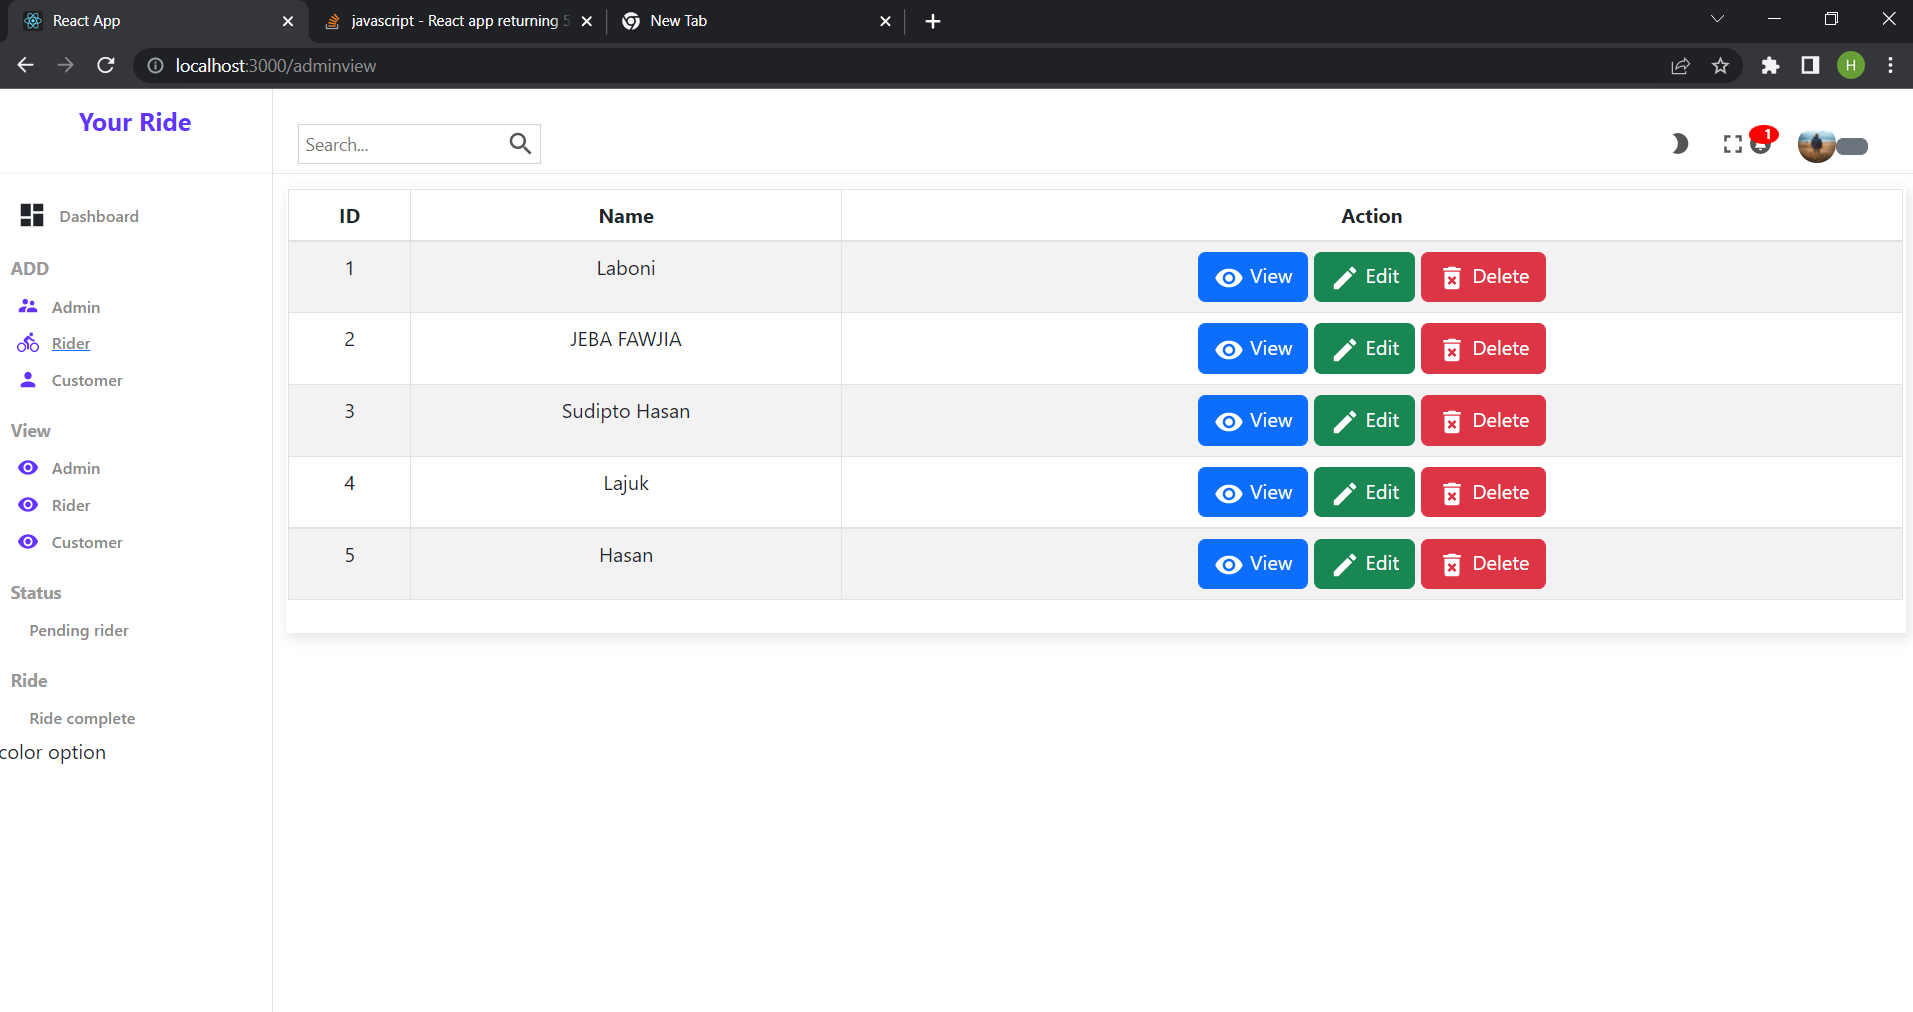 React App
javascript - React app returning 5
New Tab
localhost:3000/adminview
H
Your Ride
Search...
1
Dashboard
ADD
Admin
Rider
Customer
View
Admin
Rider
Customer
Status
Pending rider
Ride
Ride complete
color option
ID Name Action
1 Laboni View Edit Delete
2 JEBA FAWJIA View Edit Delete
3 Sudipto Hasan View Edit Delete
4 Lajuk View Edit Delete
5 Hasan View Edit Delete